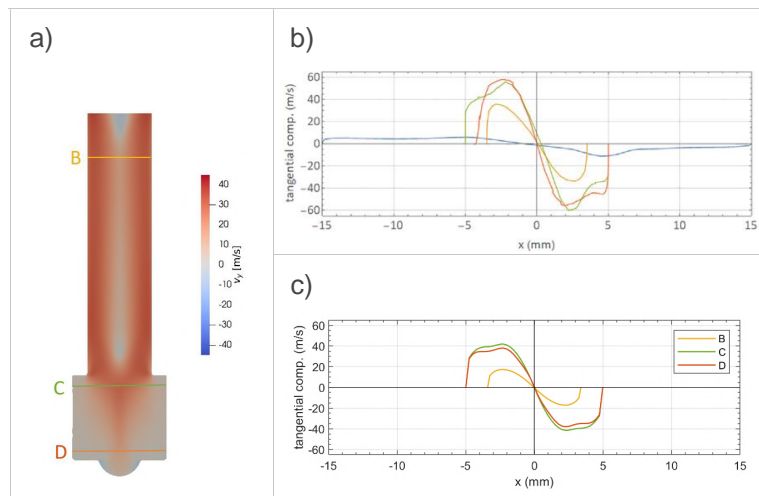 a)
B
C
D
40
30
20
10
0
-10
-20
-30
-40
v_y [m/s]
b)
tangential comp. (m/s)
60
40
20
0
−20
−40
−60
−15
−10
−5
0
5
10
15
x (mm)
c)
tangential comp. (m/s)
60
40
20
0
-20
-40
-60
-15
-10
-5
0
5
10
15
x (mm)
B
C
D